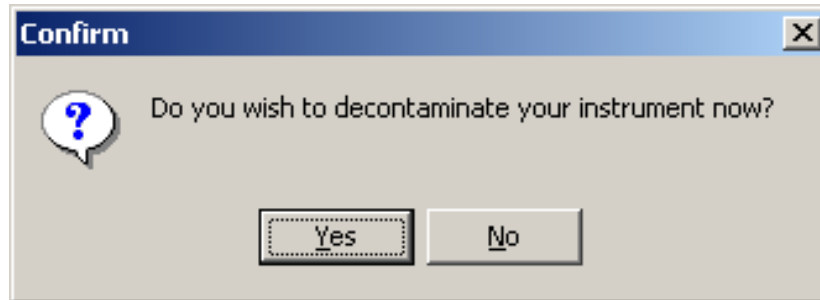 Confirm
Do you wish to decontaminate your instrument now?
Yes No